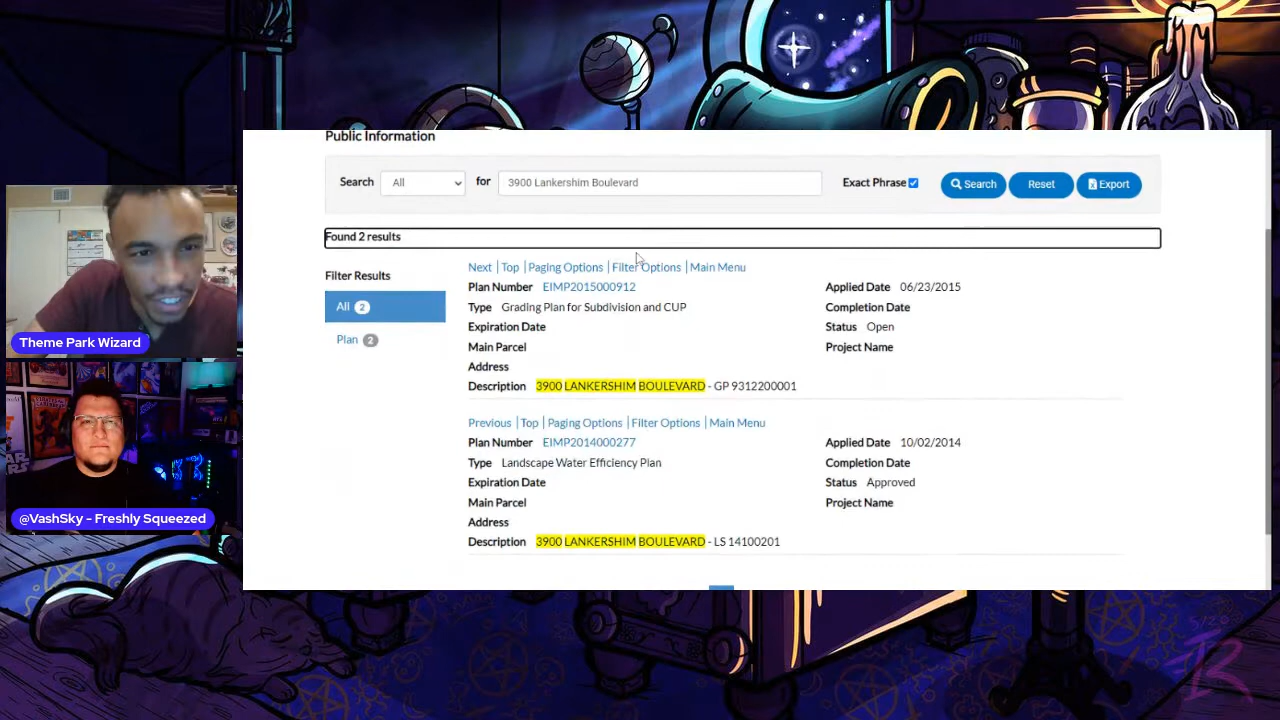 Public Information
Search All for 3900 Lankershim Boulevard Exact Phrase Search Reset Export
Found 2 results
Filter Results
All 2
Plan 2
Next Top Paging Options Filter Options Main Menu
Plan Number EIMP2015000912 Applied Date 06/23/2015
Type Grading Plan for Subdivision and CUP Completion Date
Expiration Date Status Open
Main Parcel Project Name
Address
Description 3900 LANKERSHIM BOULEVARD - GP 9312200001
Previous Top Paging Options Filter Options Main Menu
Plan Number EIMP2014000277 Applied Date 10/02/2014
Type Landscape Water Efficiency Plan Completion Date
Expiration Date Status Approved
Main Parcel Project Name
Address
Description 3900 LANKERSHIM BOULEVARD - LS 14100201
Theme Park Wizard
@VashSky - Freshly Squeezed